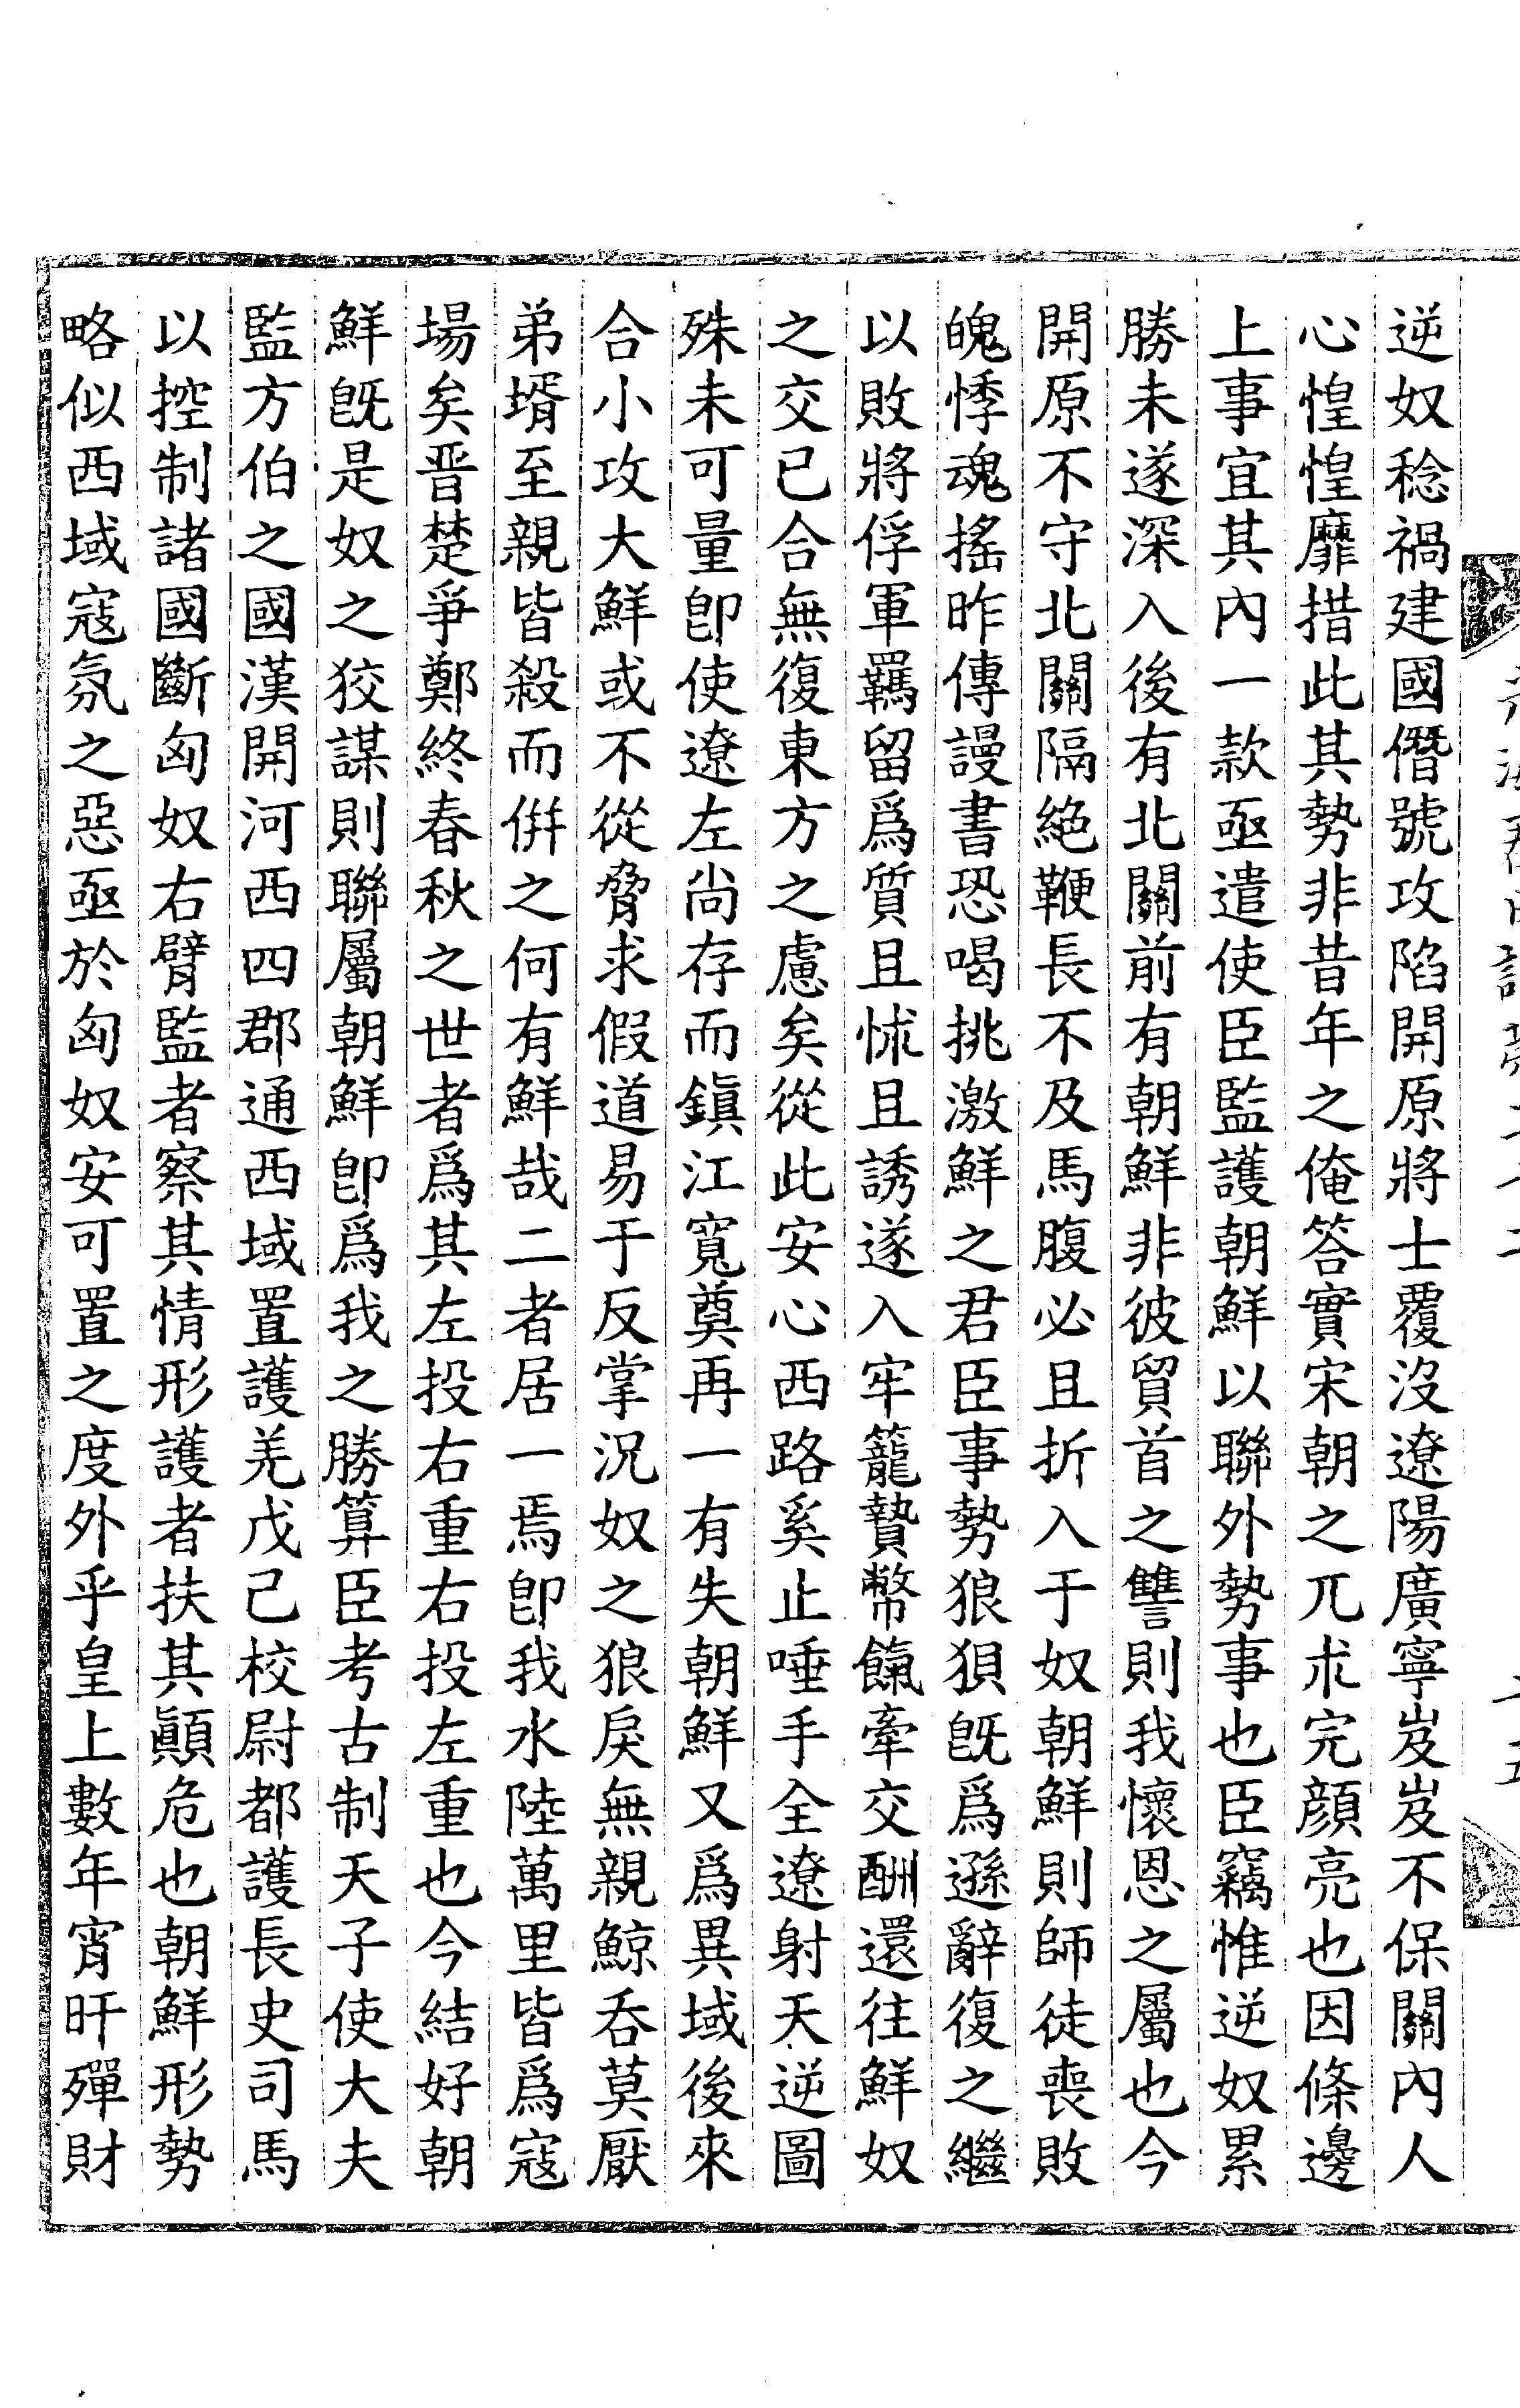 逆奴稔禍建國僭號攻陷開原將士覆沒遼陽廣寧岌岌不保關內人
心惶惶靡措此其勢非昔年之俺答實宋朝之兀朮完顔亮也因條邊
上事宜其內一款亟遣使臣監護朝鮮以聯外勢事也臣竊惟逆奴累
勝未遂深入後有北關前有朝鮮非彼貿首之讐則我懷恩之屬也今
開原不守北關隔絶鞭長不及馬腹必且折入于奴朝鮮則師徒喪敗
魄悸魂搖昨傳謾書恐喝挑激鮮之君臣事勢狼狽旣爲遜辭復之繼
以敗將俘軍羈留爲質且怵且誘遂入牢籠贄幣餼牽交酬還往鮮奴
之交已合無復東方之慮矣從此安心西路奚止唾手全遼射天逆圖
殊未可量卽使遼左尙存而鎭江寬奠再一有失朝鮮又爲異域後來
合小攻大鮮或不從脅求假道易于反掌況奴之狼戾無親鯨呑莫厭
弟壻至親皆殺而倂之何有鮮哉二者居一焉卽我水陸萬里皆爲寇
場矣晋楚爭鄭終春秋之世者爲其左投右重右投左重也今結好朝
鮮旣是奴之狡謀則聯屬朝鮮卽爲我之勝算臣考古制天子使大夫
監方伯之國漢開河西四郡通西域置護羌戊己校尉都護長史司馬
以控制諸國斷匈奴右臂監者察其情形護者扶其顚危也朝鮮形勢
略似西域寇氛之惡亟於匈奴安可置之度外乎皇上數年宵旰殫財